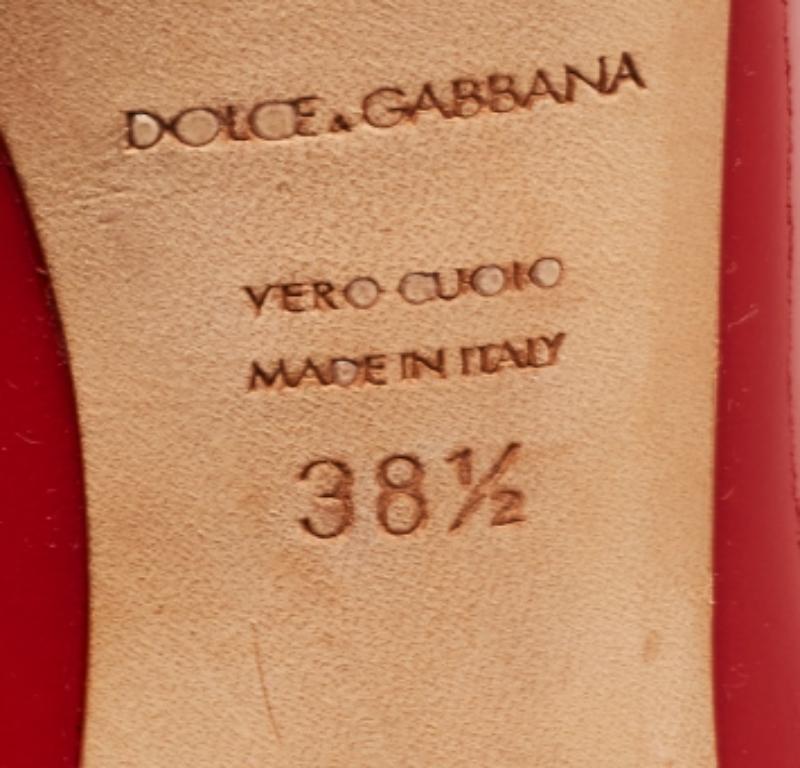 DOLCE & GABBANA
VERO CUOIO
MADE IN ITALY
38½